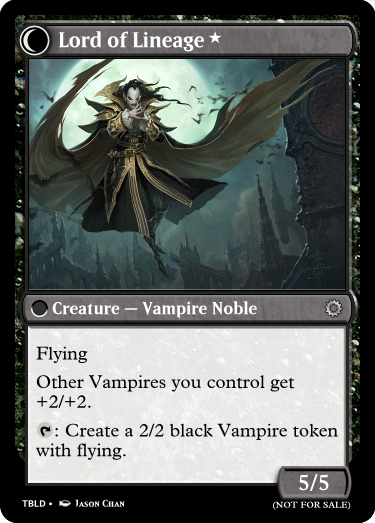 Lord of Lineage ★
Creature — Vampire Noble
Flying
Other Vampires you control get
+2/+2.
: Create a 2/2 black Vampire token
with flying.
5/5
TBLD • Jason Chan
(NOT FOR SALE)